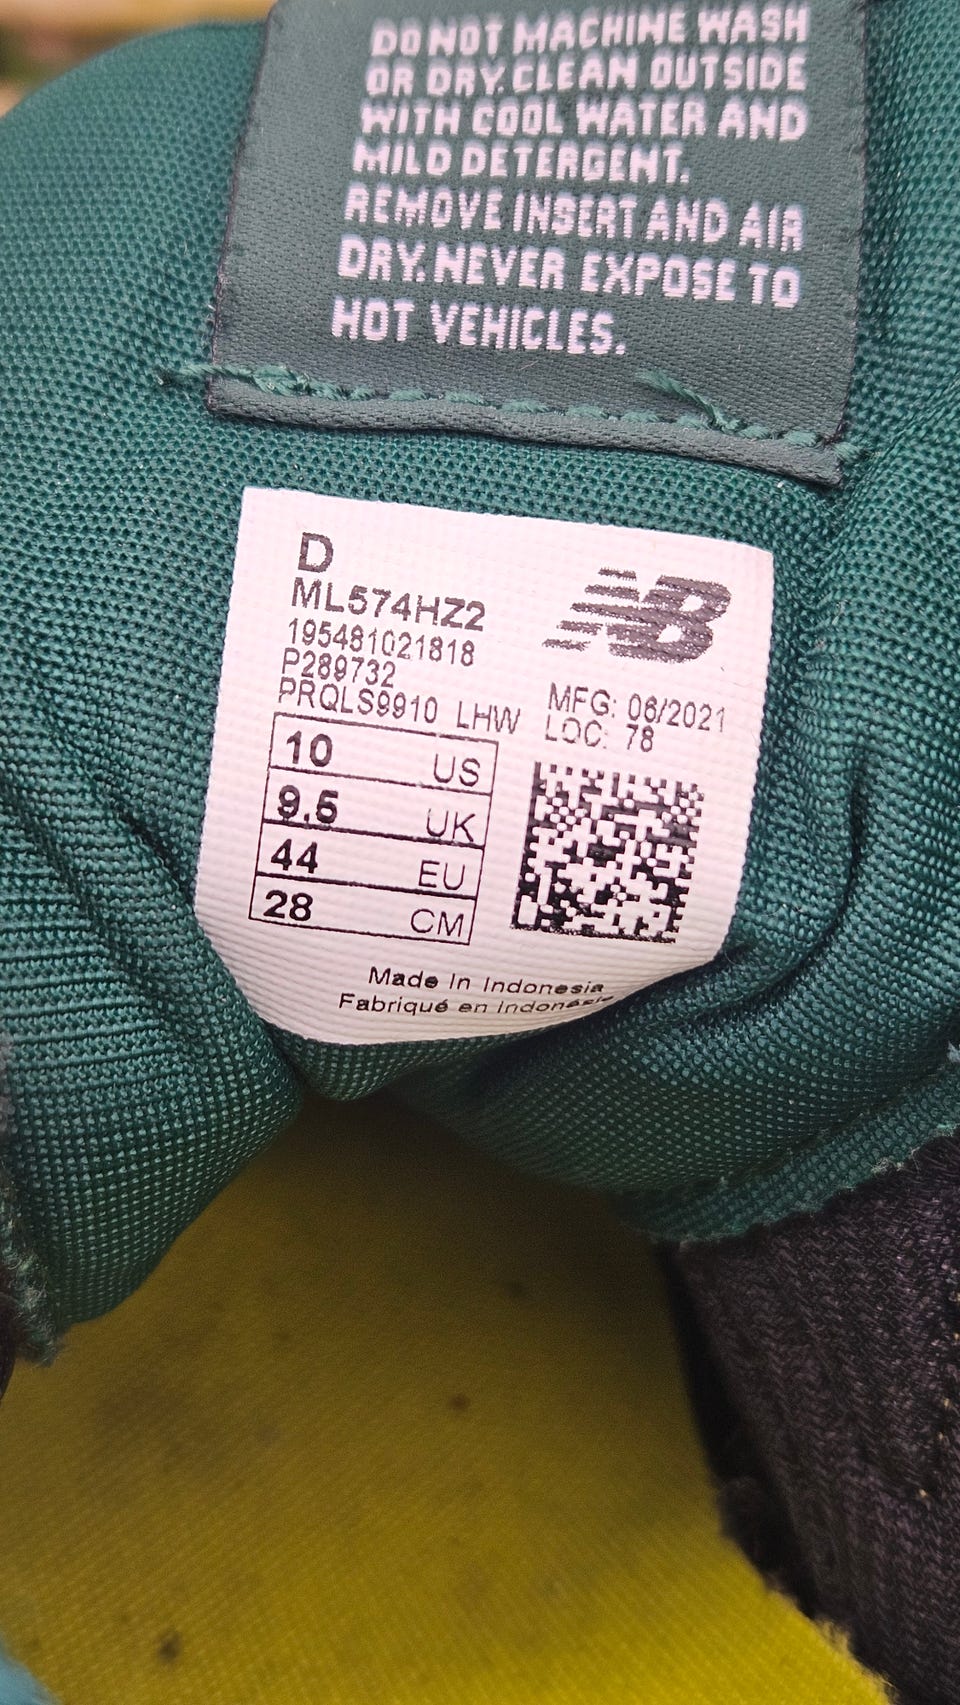 DO NOT MACHINE WASH
OR DRY. CLEAN OUTSIDE
WITH COOL WATER AND
MILD DETERGENT.
REMOVE INSERT AND AIR
DRY. NEVER EXPOSE TO
HOT VEHICLES.
D
ML574HZ2
195481021818
P289732
PRQLS9910 LHW
NB
MFG: 06/2021
LOC: 78
10 US
9.5 UK
44 EU
28 CM
Made In Indonesia
Fabriqué en Indonésie